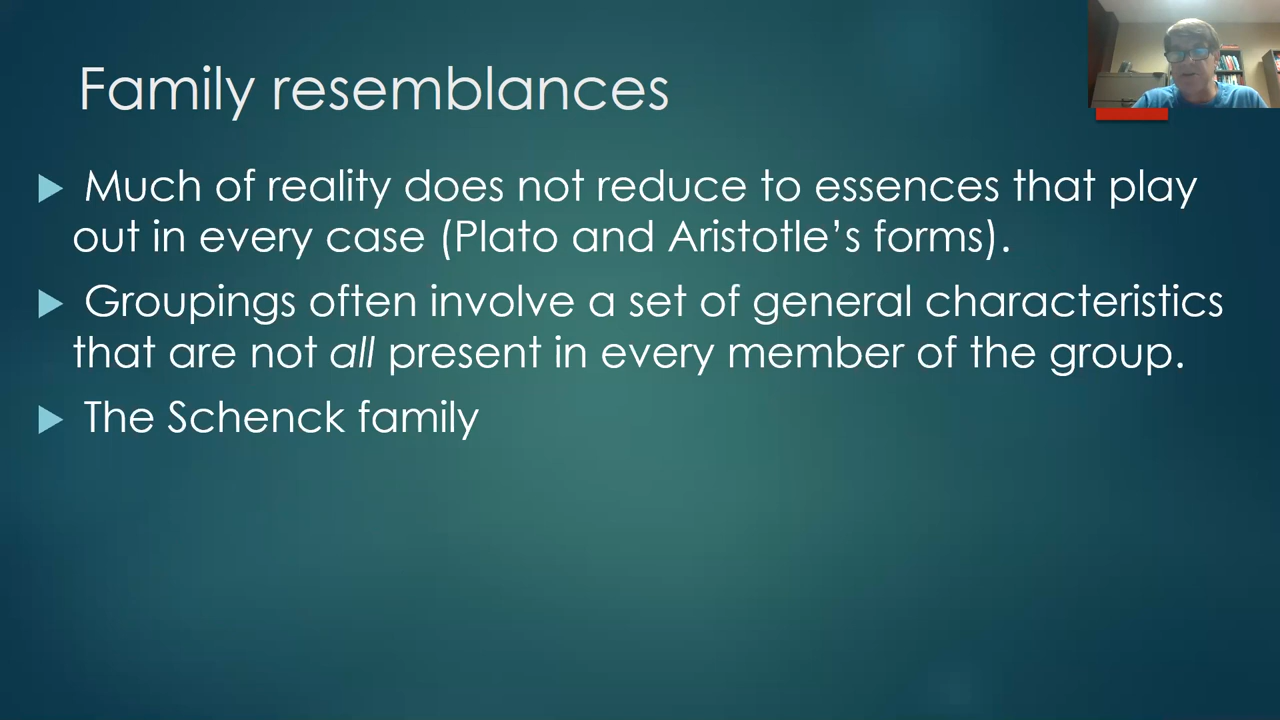 Family resemblances
Much of reality does not reduce to essences that play
out in every case (Plato and Aristotle’s forms).
Groupings often involve a set of general characteristics
that are not all present in every member of the group.
The Schenck family